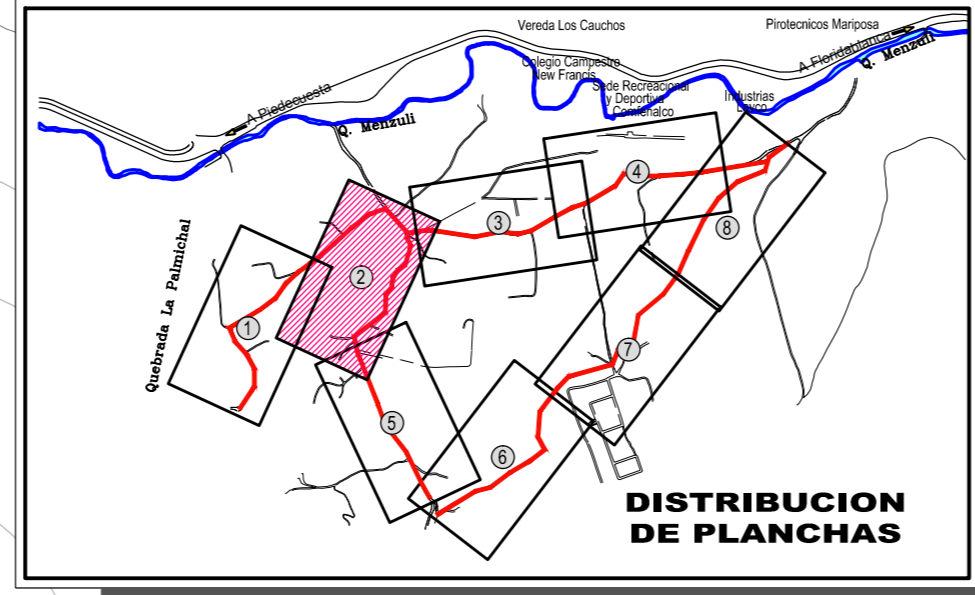 Vereda Los Cauchos
Pirotecnicos Mariposa
A Floridablanca
Q. Menzuli
Colegio Campestro
New Francis
Sede Recreacional
y Deportiva
Comfenalco
Industrias
A Piedecuesta
Q. Menzuli
Quebrada La Palmichal
1
2
3
4
5
6
7
8
DISTRIBUCION
DE PLANCHAS